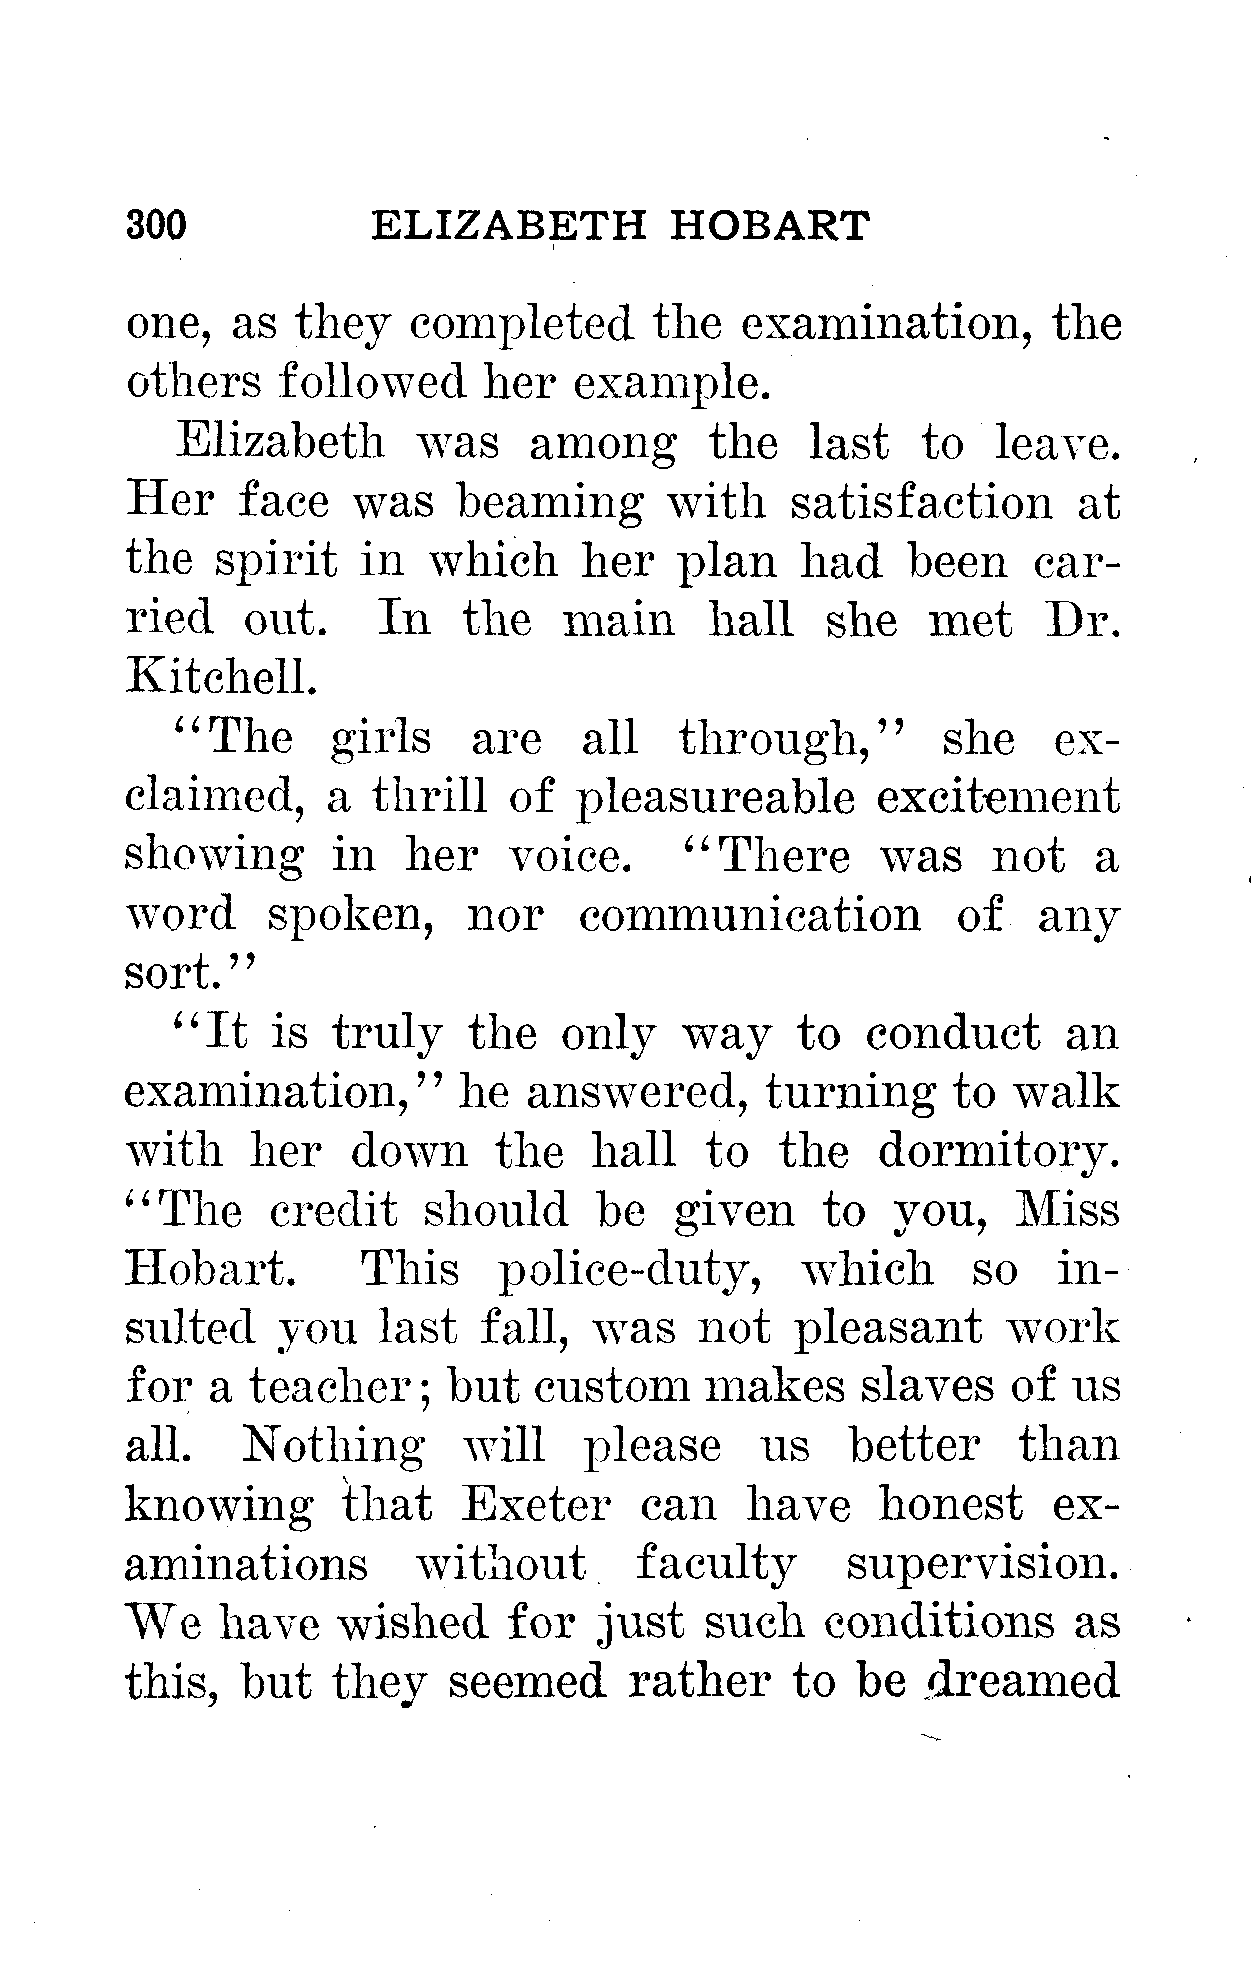 300 ELIZABETH HOBART
one, as they completed the examination, the
others followed her example.
Elizabeth was among the last to leave.
Her face was beaming with satisfaction at
the spirit in which her plan had been car-
ried out. In the main hall she met Dr.
Kitchell.
"The girls are all through," she ex-
claimed, a thrill of pleasureable excitement
showing in her voice. "There was not a
word spoken, nor communication of any
sort."
"It is truly the only way to conduct an
examination," he answered, turning to walk
with her down the hall to the dormitory.
"The credit should be given to you, Miss
Hobart. This police-duty, which so in-
sulted you last fall, was not pleasant work
for a teacher; but custom makes slaves of us
all. Nothing will please us better than
knowing that Exeter can have honest ex-
aminations without faculty supervision.
We have wished for just such conditions as
this, but they seemed rather to be dreamed